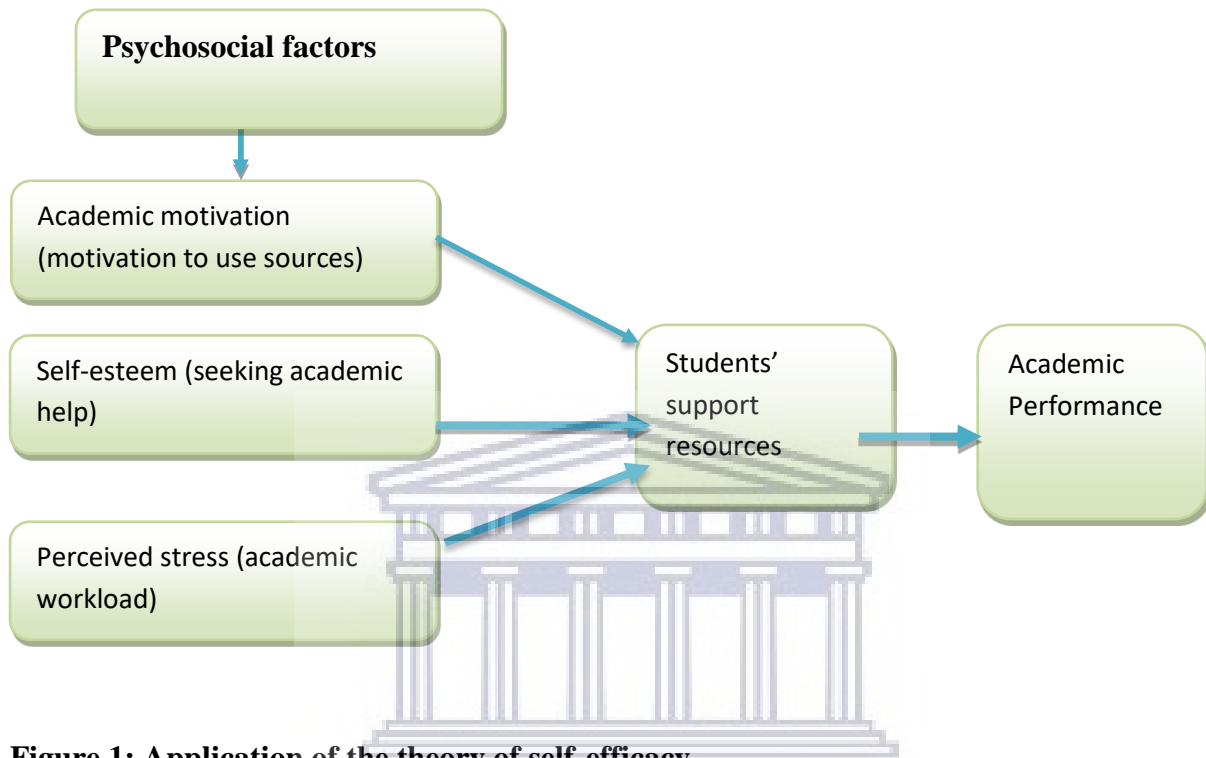 Psychosocial factors
Academic motivation
(motivation to use sources)
Self-esteem (seeking academic
help)
Perceived stress (academic
workload)
Students’
support
resources
Academic
Performance
Figure 1: Application of the theory of self-efficacy